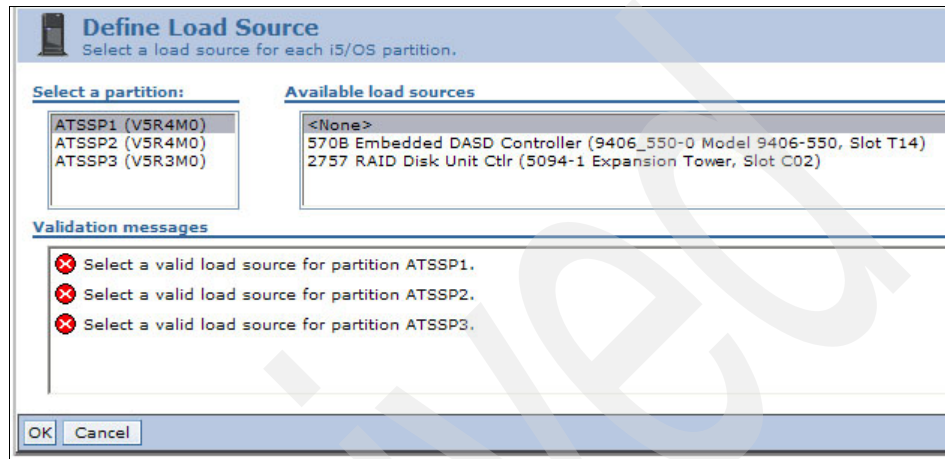 Define Load Source
Select a load source for each i5/OS partition.
Select a partition:
Available load sources
ATSSP1 (V5R4M0)
ATSSP2 (V5R4M0)
ATSSP3 (V5R3M0)
<None>
570B Embedded DASD Controller (9406_550-0 Model 9406-550, Slot T14)
2757 RAID Disk Unit Ctlr (5094-1 Expansion Tower, Slot C02)
Validation messages
Select a valid load source for partition ATSSP1.
Select a valid load source for partition ATSSP2.
Select a valid load source for partition ATSSP3.
OK Cancel
ived